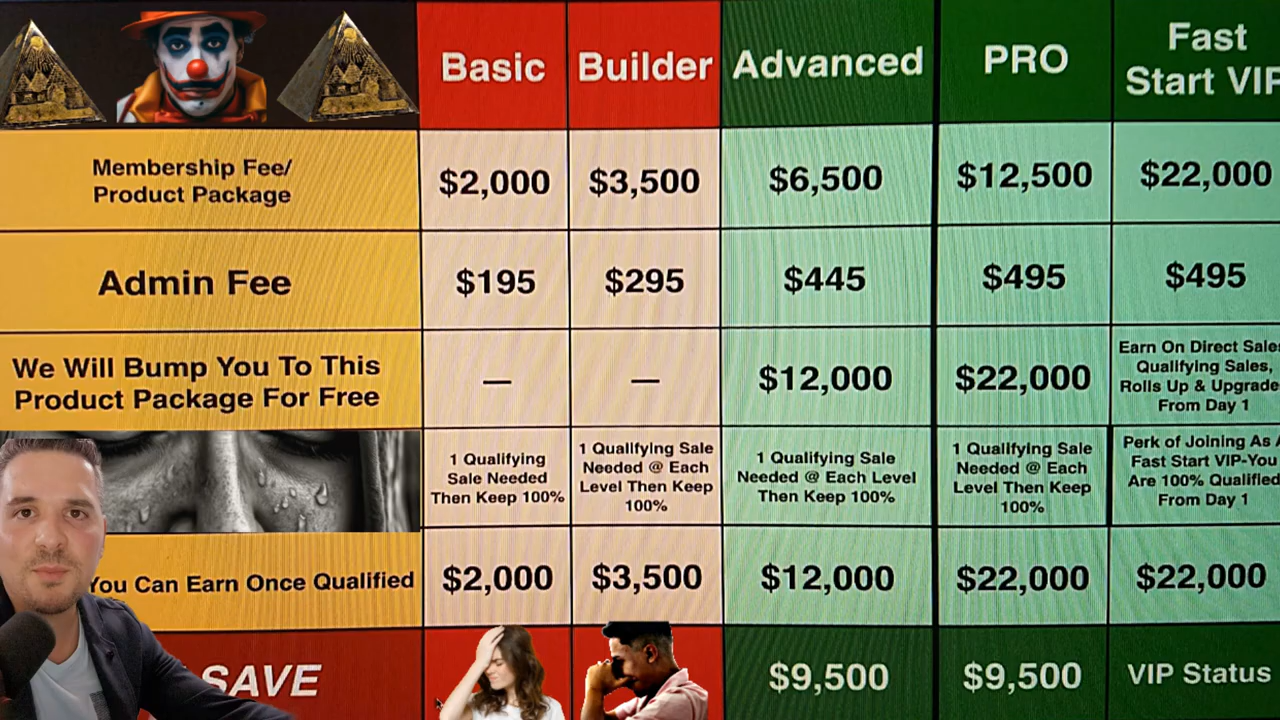 Basic
Builder
Advanced
PRO
Fast
Start VIP
Membership Fee/
Product Package
$2,000
$3,500
$6,500
$12,500
$22,000
Admin Fee
$195
$295
$445
$495
$495
We Will Bump You To This
Product Package For Free
—
—
$12,000
$22,000
Earn On Direct Sales
Qualifying Sales,
Rolls Up & Upgrade
From Day 1
1 Qualifying
Sale Needed
Then Keep 100%
1 Qualifying Sale
Needed @ Each
Level Then Keep
100%
1 Qualifying Sale
Needed @ Each Level
Then Keep 100%
1 Qualifying Sale
Needed @ Each
Level Then Keep
100%
Perk of Joining As A
Fast Start VIP-You
Are 100% Qualified
From Day 1
You Can Earn Once Qualified
$2,000
$3,500
$12,000
$22,000
$22,000
SAVE
$9,500
$9,500
VIP Status